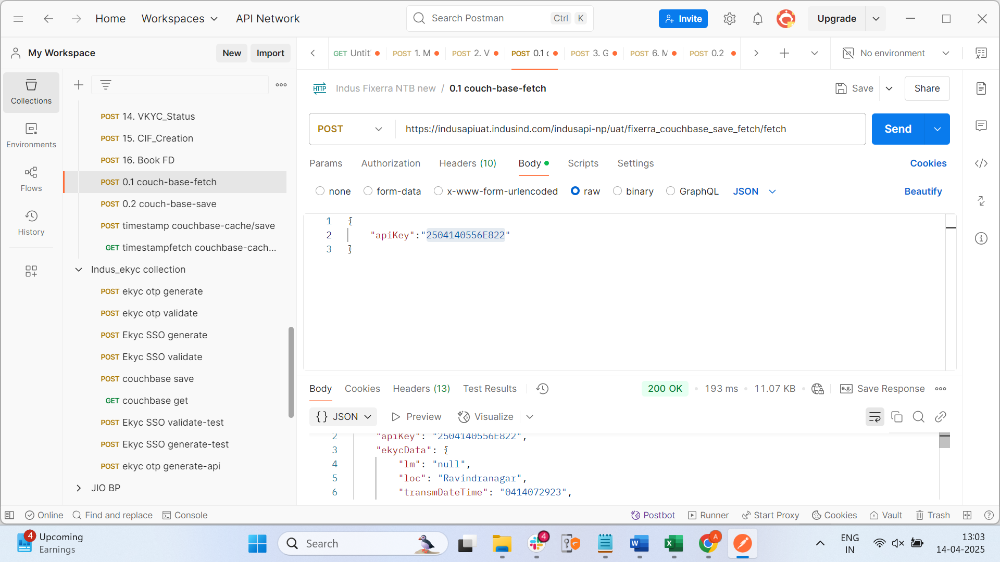 Home
Workspaces
API Network
Search Postman
Ctrl
K
Invite
Upgrade
My Workspace
New
Import
GET Untit
POST 1. M
POST 2. V
POST 0.1 c
POST 3. G
POST 6. M
POST 0.2
No environment
Collections
Environments
Flows
History
POST 14. VKYC_Status
POST 15. CIF_Creation
POST 16. Book FD
POST 0.1 couch-base-fetch
POST 0.2 couch-base-save
POST timestamp couchbase-cache/save
GET timestampfetch couchbase-cach...
Indus_ekyc collection
POST ekyc otp generate
POST ekyc otp validate
POST Ekyc SSO generate
POST Ekyc SSO validate
POST couchbase save
GET couchbase get
POST Ekyc SSO validate-test
POST Ekyc SSO generate-test
POST ekyc otp generate-api
JIO BP
HTTP
Indus Fixerra NTB new / 0.1 couch-base-fetch
Save
Share
POST
https://indusapiuat.indusind.com/indusapi-np/uat/fixerra_couchbase_save_fetch/fetch
Send
Params
Authorization
Headers (10)
Body
Scripts
Settings
Cookies
none
form-data
x-www-form-urlencoded
raw
binary
GraphQL
JSON
Beautify
1 {
2 "apiKey":"2504140556E822"
3 }
Body
Cookies
Headers (13)
Test Results
200 OK
193 ms
11.07 KB
e.g. Save Response
{} JSON
Preview
Visualize
2 "apiKey": "2504140556E822",
3 "ekycData": {
4 "lm": "null",
5 "loc": "Ravindranagar",
6 "transmDateTime": "0414072923",
Online
Find and replace
Console
Postbot
Runner
Start Proxy
Cookies
Vault
Trash
4
Upcoming
Earnings
Search
4
W
X
A
ENG
IN
13:03
14-04-2025